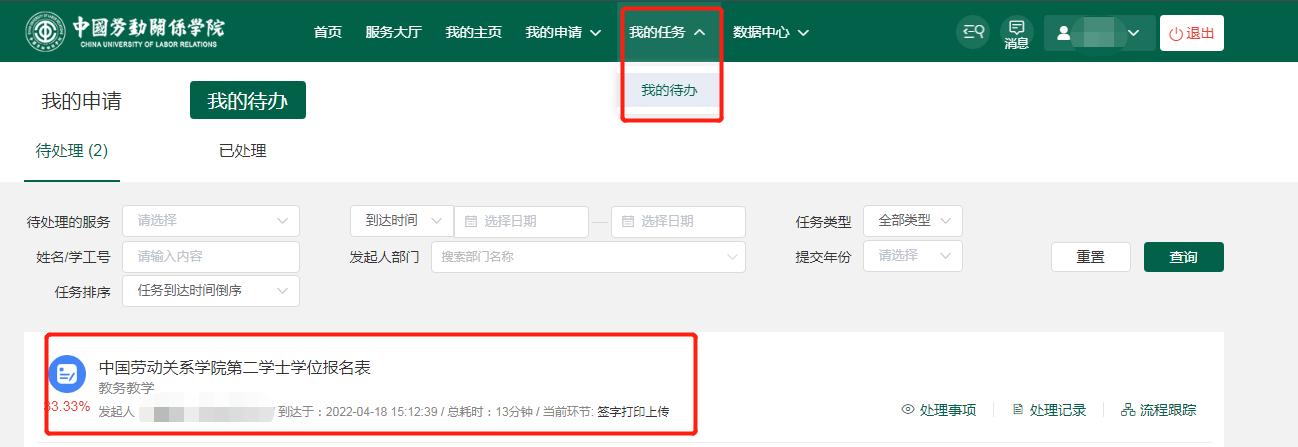 中國劳動關係學院
CHINA UNIVERSITY OF LABOR RELATIONS
首页 服务大厅 我的主页 我的申请 我的任务 数据中心 消息 退出
我的待办
我的申请 我的待办
待处理 (2) 已处理
待处理的服务 请选择 到达时间 选择日期 — 选择日期 任务类型 全部类型
姓名/学工号 请输入内容 发起人部门 搜索部门名称 提交年份 请选择 重置 查询
任务排序 任务到达时间倒序
中国劳动关系学院第二学士学位报名表
教务教学
33.33% 发起人 / 到达于：2022-04-18 15:12:39 / 总耗时：13分钟 / 当前环节: 签字打印上传 处理事项 处理记录 流程跟踪